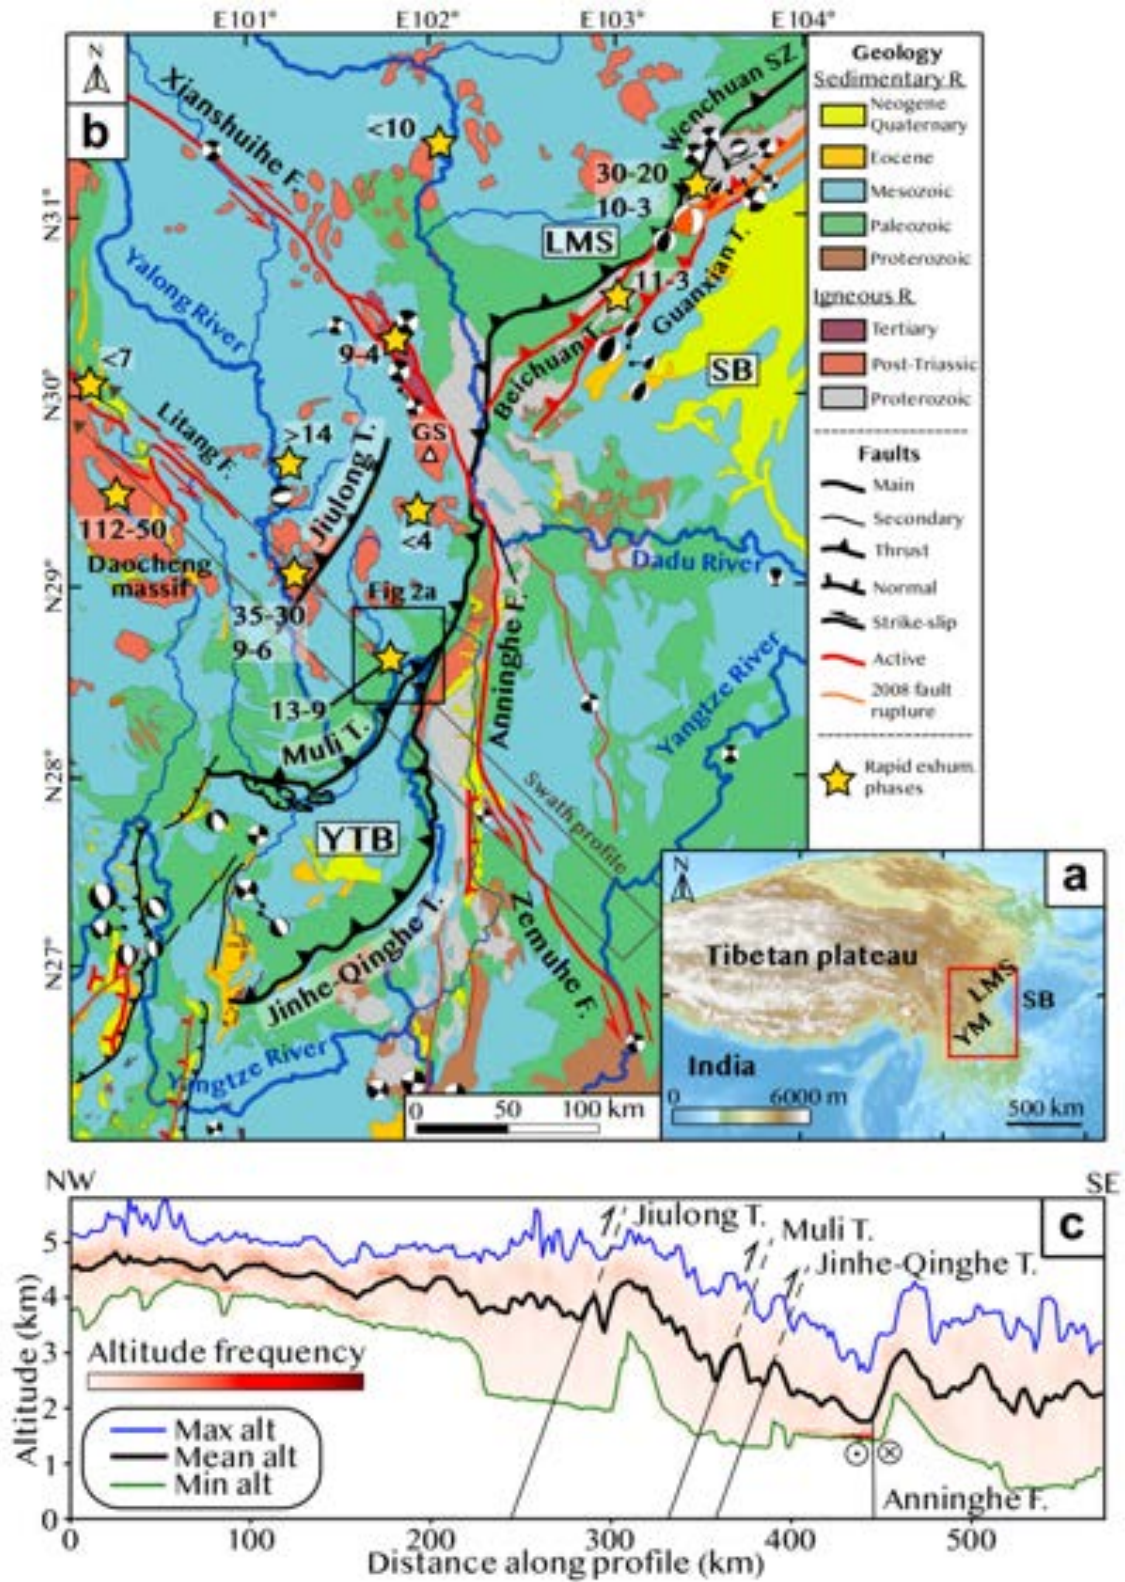 E101° E102° E103° E104°
N
b
Xianshuihe F.
<10
Wenchuan SZ
30-20
10-3
LMS
N31°
Yalong River
11-3
Guanxian T.
9-4
Beichuan T.
SB
<7
N30°
Litang F.
>14
GS
Jiulong T.
112-50
<4
Daocheng
massif
Dadu River
N29°
Fig 2a
35-30
9-6
Anninghe F.
13-9
Yangtze River
Muli T.
N28°
Swath profile
YTB
Zemuhe F.
N27°
Jinhe-Qinghe T.
Yangtze River
0 50 100 km
Geology
Sedimentary R.
Neogene
Quaternary
Eocene
Mesozoic
Paleozoic
Proterozoic
Igneous R.
Tertiary
Post-Triassic
Proterozoic
Faults
Main
Secondary
Thrust
Normal
Strike-slip
Active
2008 fault
rupture
Rapid exhum.
phases
N
a
Tibetan plateau
LMS
SB
YM
India
0 6000 m
500 km
NW SE
c
Jiulong T.
Muli T.
Jinhe-Qinghe T.
5
4
3
2
1
0
Altitude (km)
Altitude frequency
Max alt
Mean alt
Min alt
Anninghe F.
0 100 200 300 400 500
Distance along profile (km)